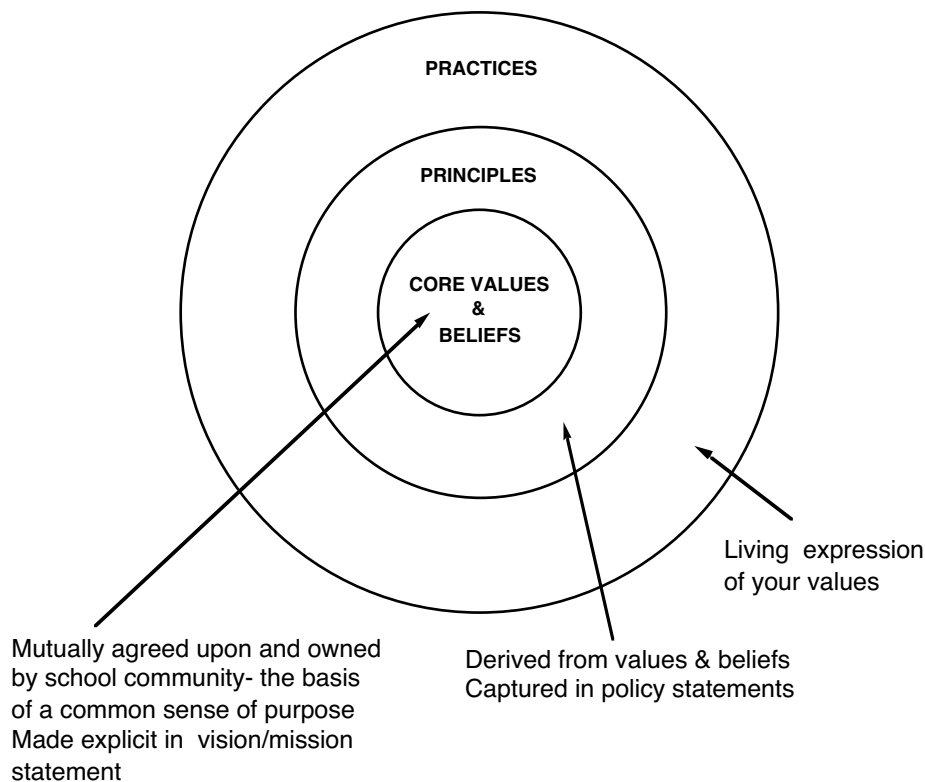 PRACTICES
PRINCIPLES
CORE VALUES
&
BELIEFS
Living expression
of your values
Mutually agreed upon and owned
by school community- the basis
of a common sense of purpose
Made explicit in vision/mission
statement
Derived from values & beliefs
Captured in policy statements